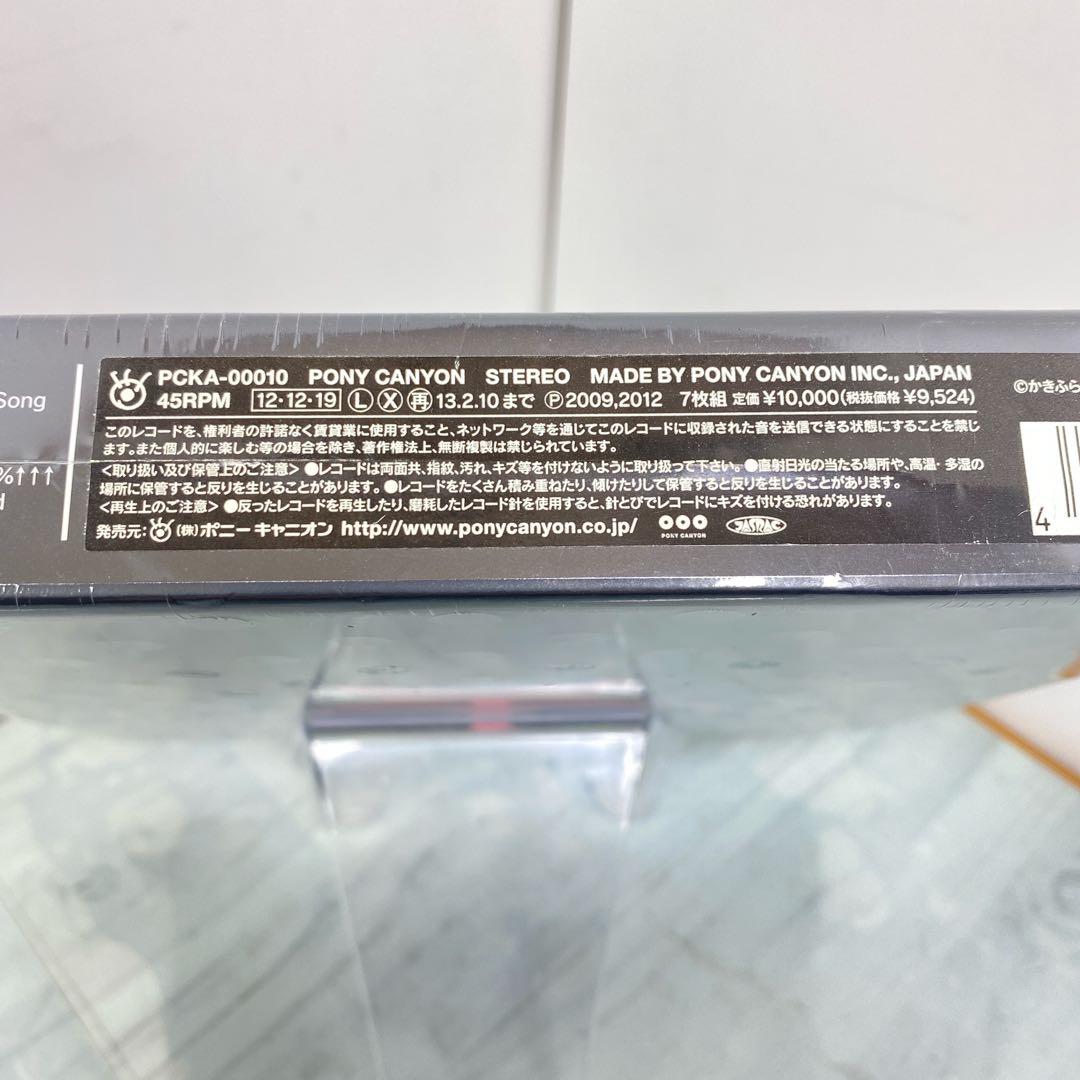 Song
%↑↑↑
d
PCKA-00010 PONY CANYON STEREO MADE BY PONY CANYON INC., JAPAN
45RPM 12・12・19 Ⓛ Ⓧ ㊢ 13.2.10まで Ⓟ2009,2012 7枚組 定価 ¥10,000(税抜価格 ¥9,524)
このレコードを、権利者の許諾なく賃貸業に使用すること、ネットワーク等を通じてこのレコードに収録された音を送信できる状態にすることを禁じ
ます。また個人的に楽しむ等の場合を除き、著作権法上、無断複製は禁じられています。
<取り扱い及び保管上のご注意> ●レコードは両面共、指紋、汚れ、キズ等を付けないように取り扱って下さい。●直射日光の当たる場所や、高温・多湿の
場所に保管すると反りを生じることがあります。●レコードをたくさん積み重ねたり、傾けたりして保管すると反りを生じることがあります。
<再生上のご注意> ●反ったレコードを再生したり、磨耗したレコード針を使用すると、針とびでレコードにキズを付ける恐れがあります。
発売元:(株)ポニーキャニオン http://www.ponycanyon.co.jp/ PONY CANYON JASRAC
©かきふら
4